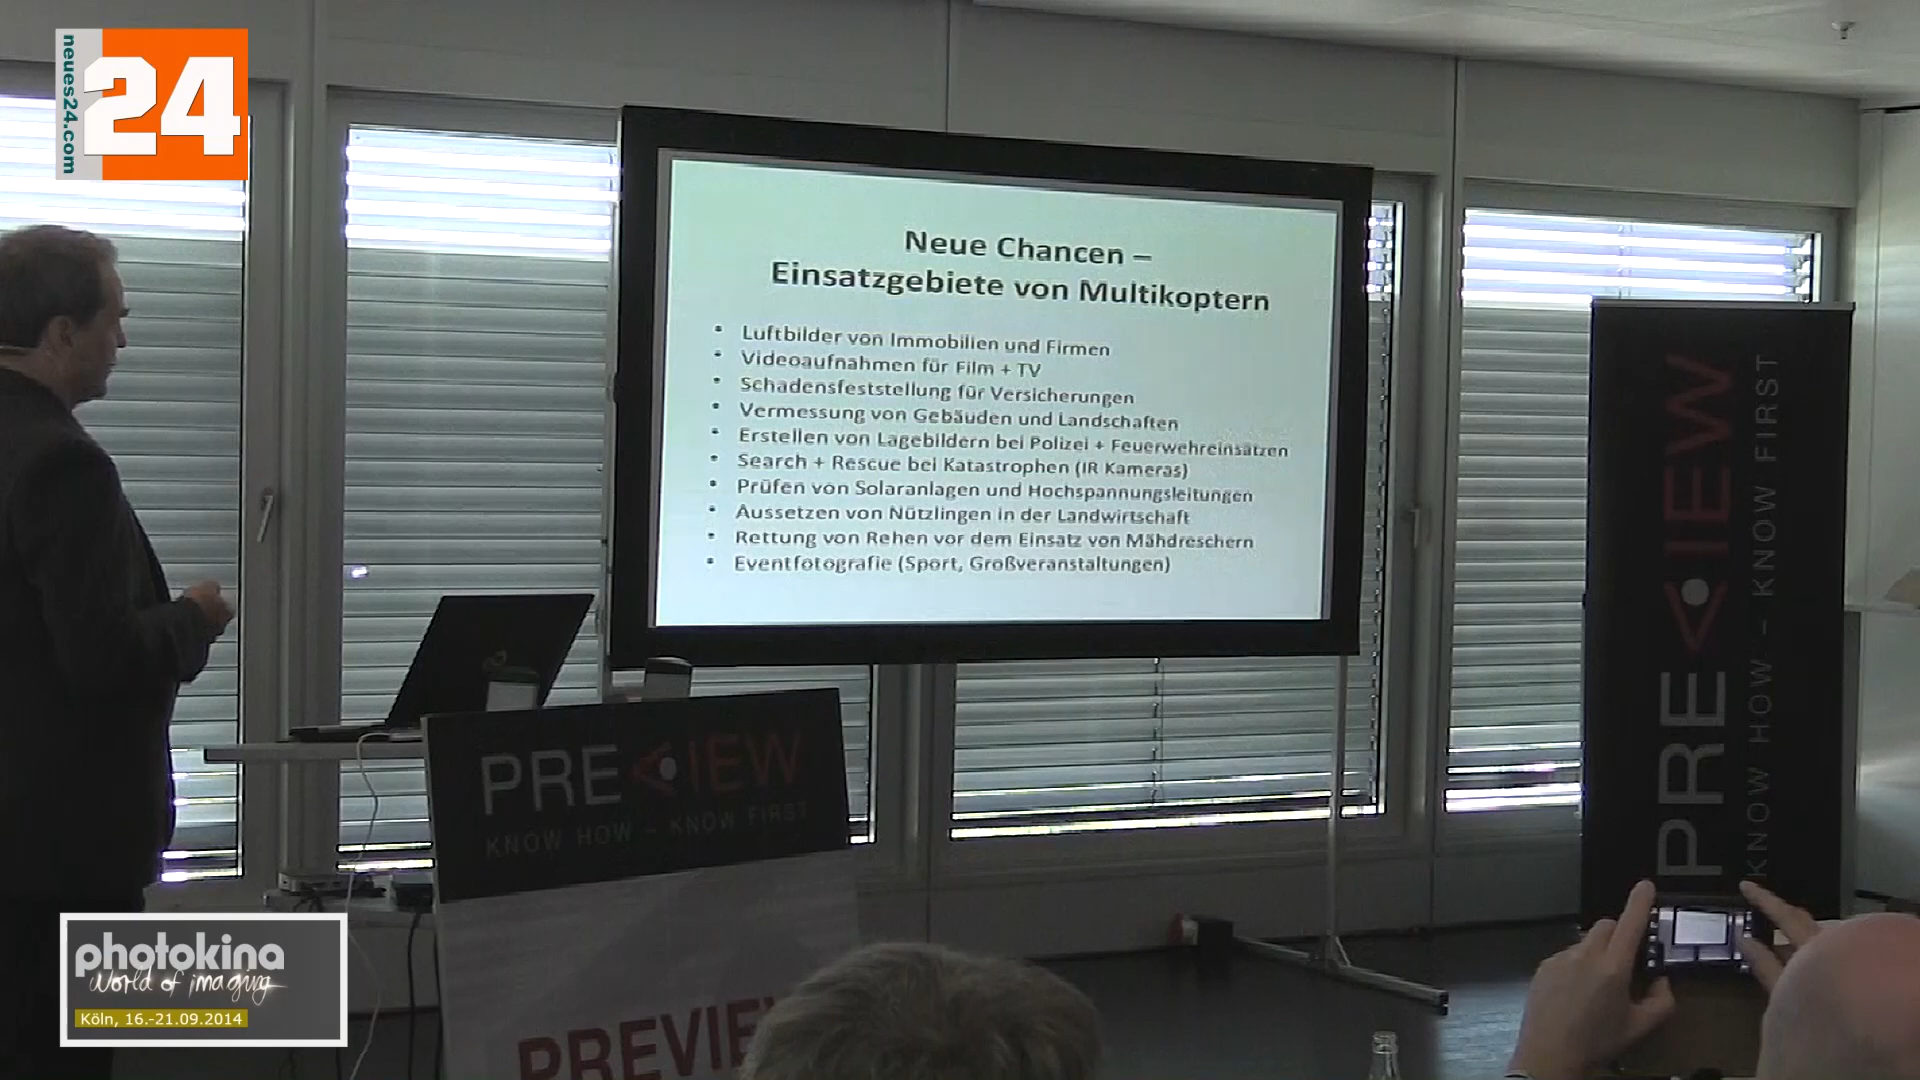 neues24.com
24
Neue Chancen –
Einsatzgebiete von Multikoptern
• Luftbilder von Immobilien und Firmen
• Videoaufnahmen für Film + TV
• Schadensfeststellung für Versicherungen
• Vermessung von Gebäuden und Landschaften
• Erstellen von Lagebildern bei Polizei + Feuerwehreinsätzen
• Search + Rescue bei Katastrophen (IR Kameras)
• Prüfen von Solaranlagen und Hochspannungsleitungen
• Aussetzen von Nützlingen in der Landwirtschaft
• Rettung von Rehen vor dem Einsatz von Mähdreschern
• Eventfotografie (Sport, Großveranstaltungen)
PREVIEW
KNOW HOW – KNOW FIRST
PREVIEW
KNOW HOW – KNOW FIRST
PREVIE
photokina
world of imaging
Köln, 16.-21.09.2014